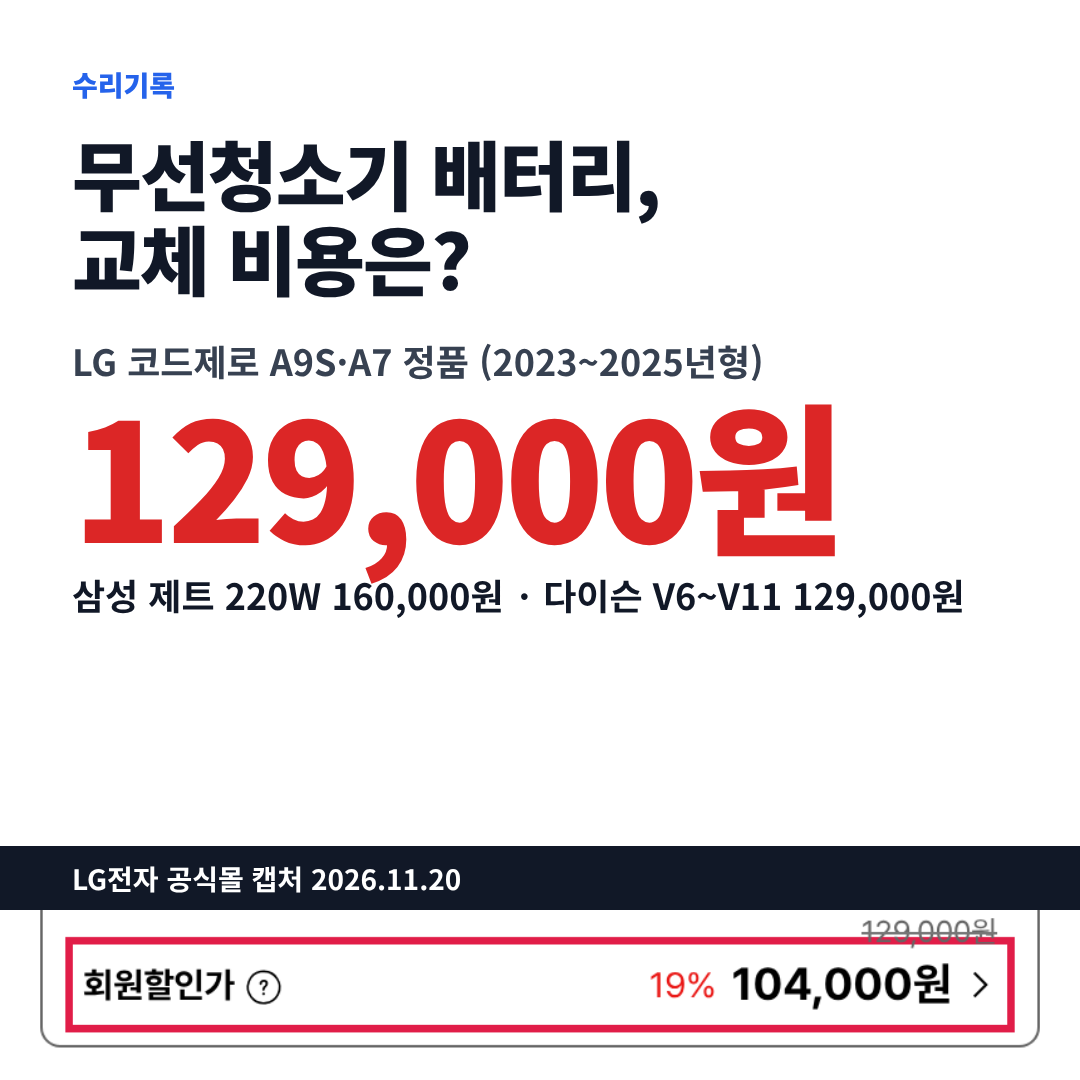 수리기록
무선청소기 배터리,
교체 비용은?
LG 코드제로 A9S·A7 정품 (2023~2025년형)
129,000원
삼성 제트 220W 160,000원 · 다이슨 V6~V11 129,000원
LG전자 공식몰 캡처 2026.11.20
129,000원
회원할인가 ? 19% 104,000원 >